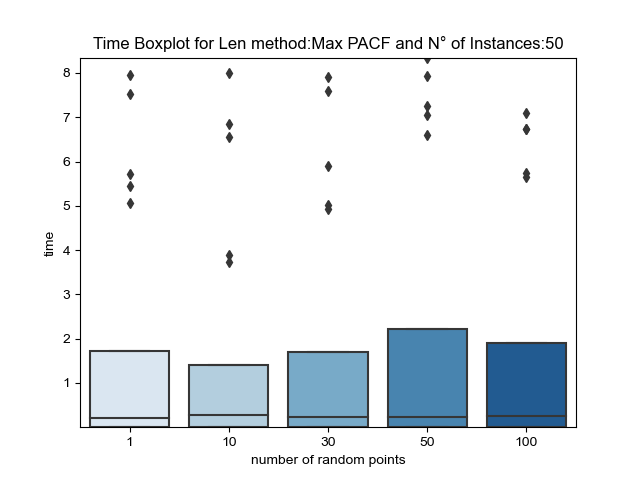 Time Boxplot for Len method:Max PACF and N° of Instances:50
8
7
6
5
4
3
2
1
time
1 10 30 50 100
number of random points